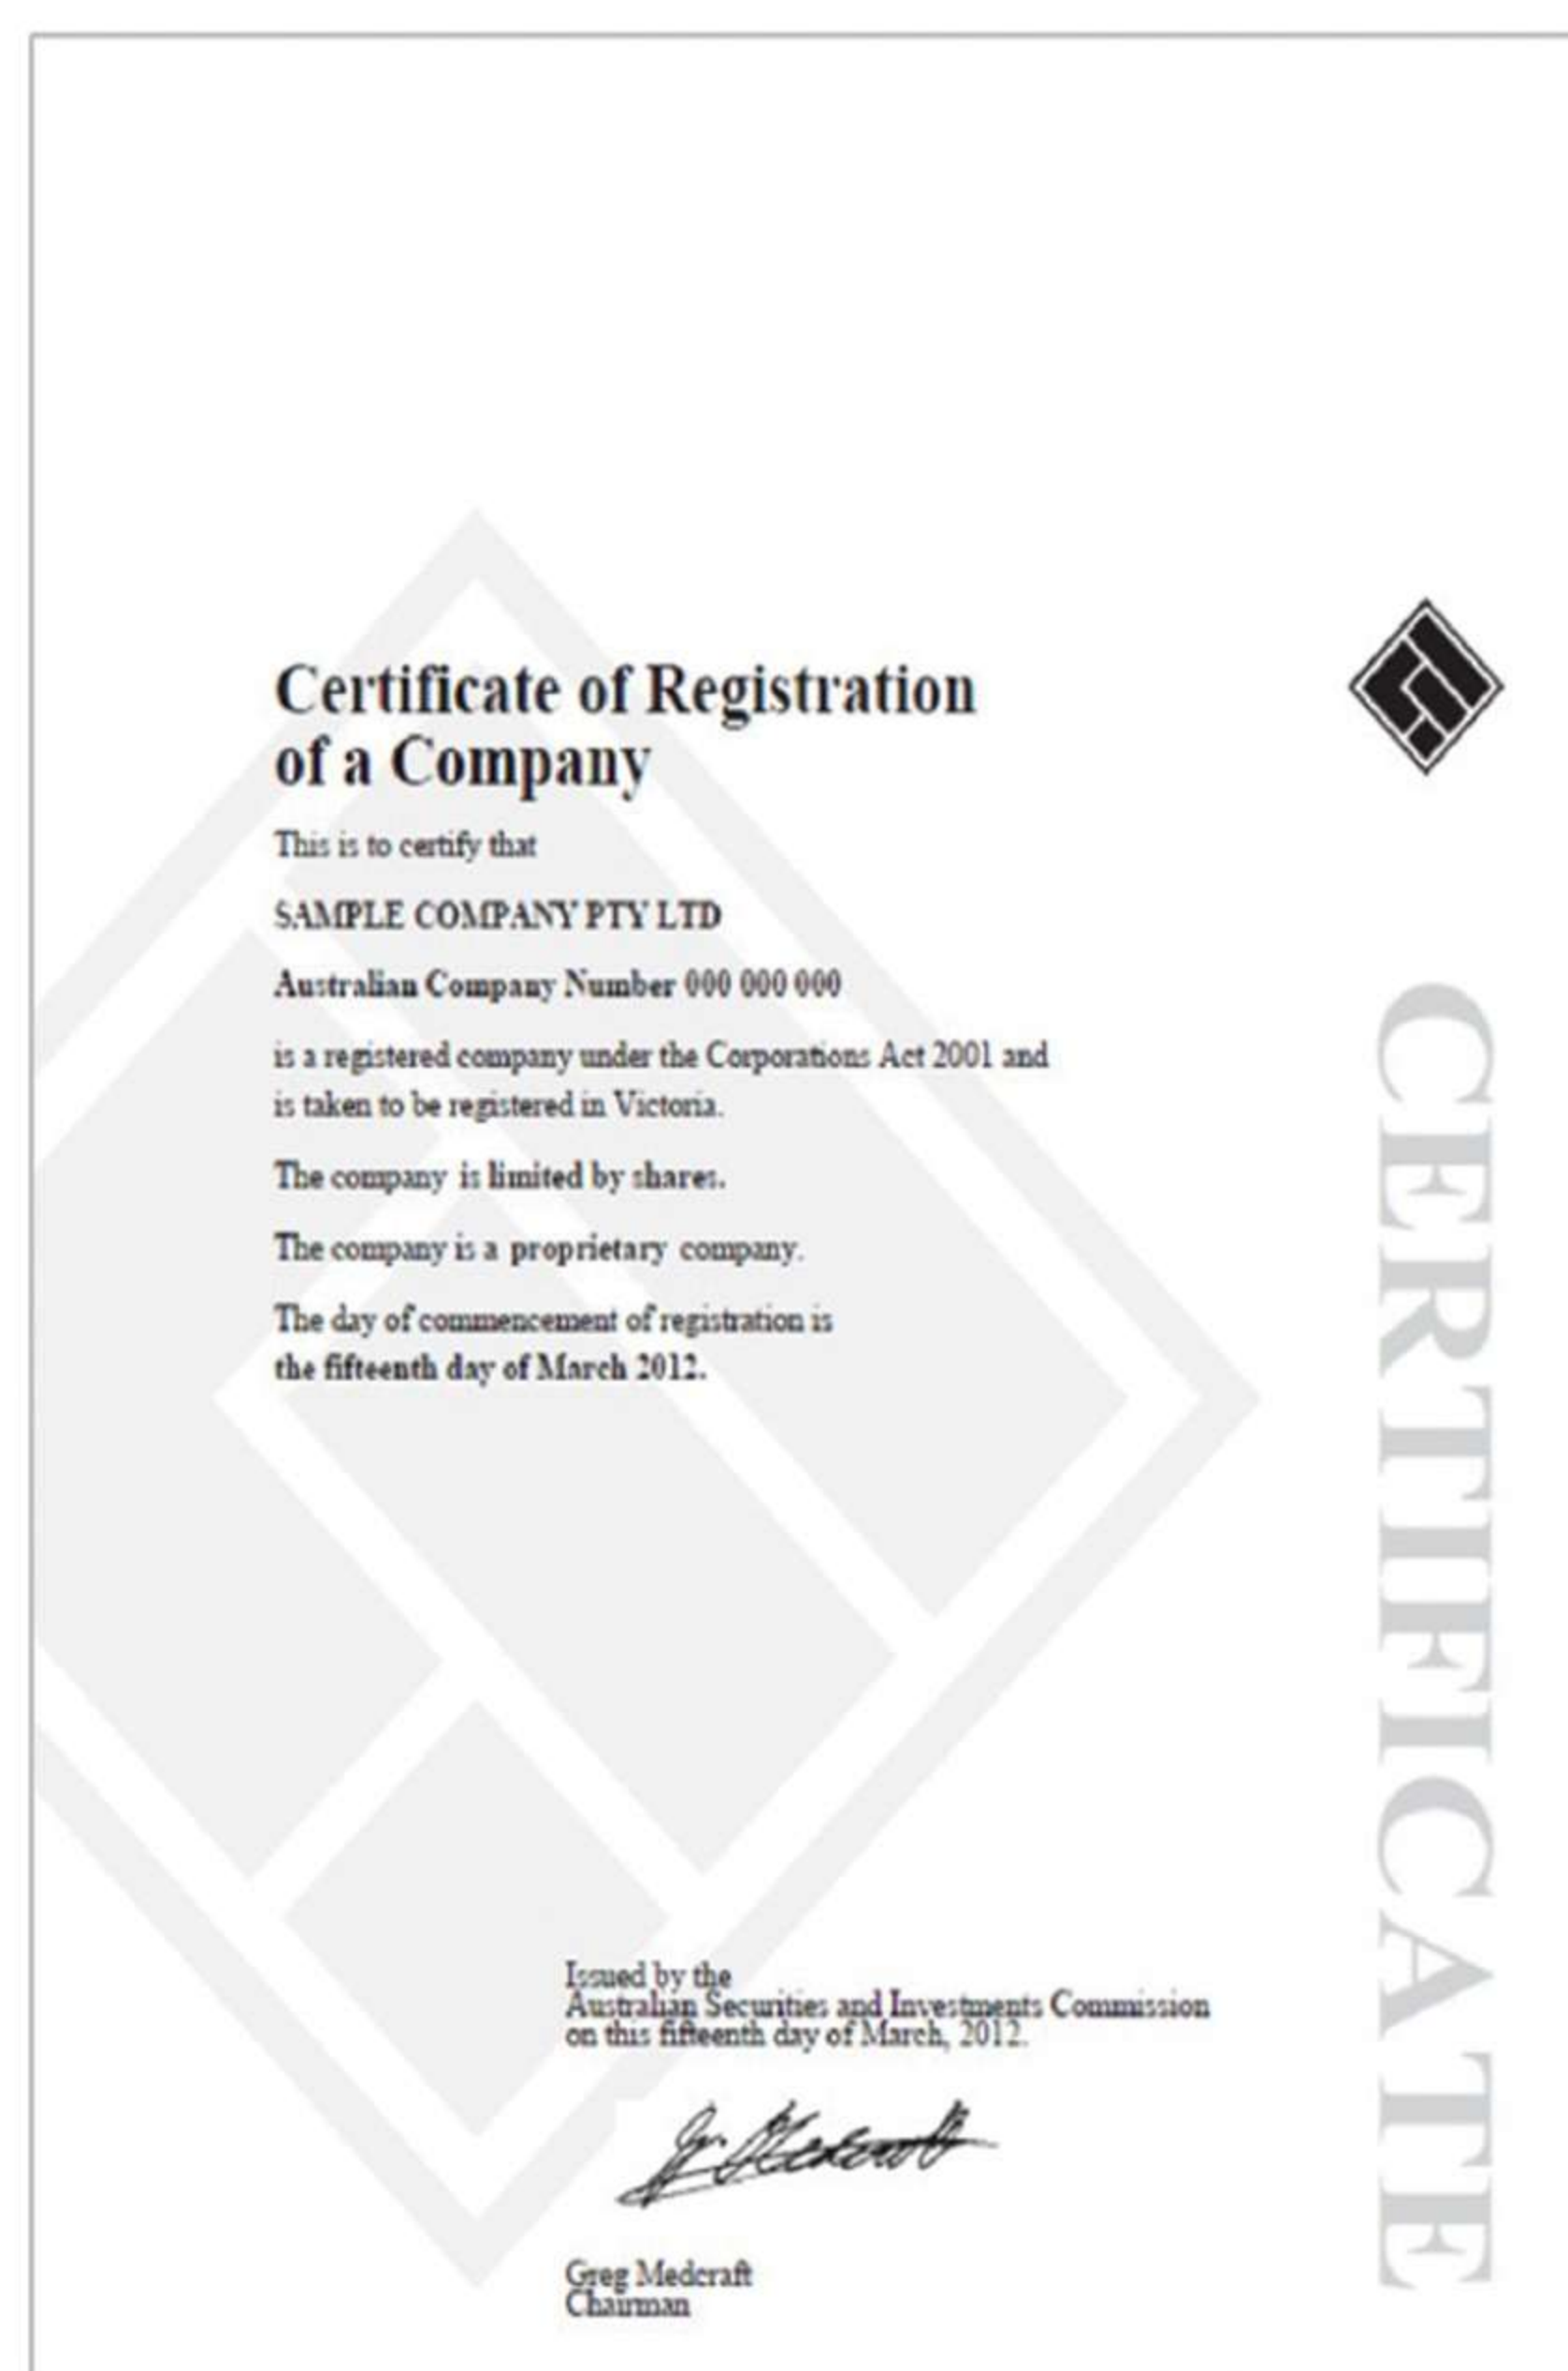 Certificate of Registration
of a Company
This is to certify that
SAMPLE COMPANY PTY LTD
Australian Company Number 000 000 000
is a registered company under the Corporations Act 2001 and
is taken to be registered in Victoria.
The company is limited by shares.
The company is a proprietary company.
The day of commencement of registration is
the fifteenth day of March 2012.
CERTIFICATE
Issued by the
Australian Securities and Investments Commission
on this fifteenth day of March, 2012.
G. Medcraft
Greg Medcraft
Chairman